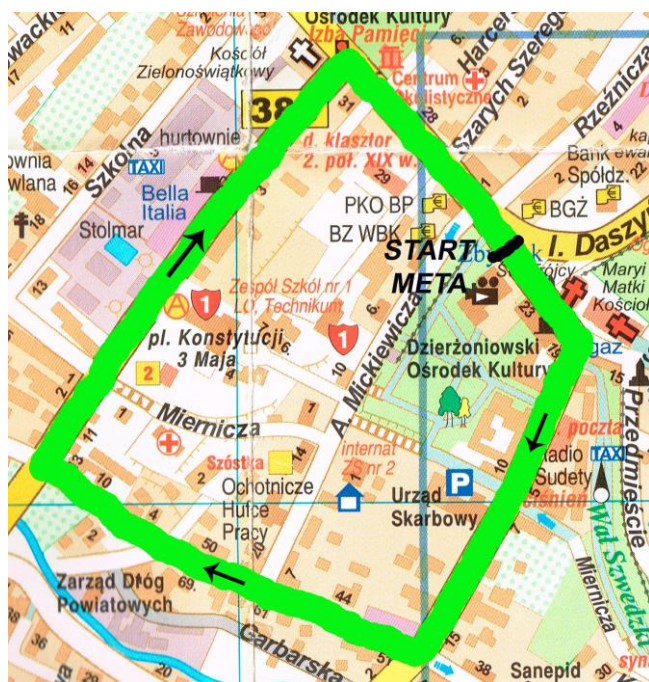 Ośrodek Kultury
Izba Pamięci
Zawodowego
Kościół
Zielonoświątkowy
Centrum
Okulistyczne
Harcer
Szarych Szereg
Rzeźnicza
38
hurtownie
d. klasztor
2. poł. XIX w.
Szkolna
TAXI
Bella
Italia
Stolmar
PKO BP
BZ WBK
Bank
Spółdz.
BGŻ
I. Daszy
START
META
Zespół Szkół nr 1
LO, Technikum
pl. Konstytucji
3 Maja
A. Mickiewicza
Maryi
Matki
Kościo
Dzierżoniowski
Ośrodek Kultury
Miernicza
Szóstka
Ochotnicze
Hufce
Pracy
internat
ZS nr 2
Urząd
Skarbowy
P
poczta
Radio
Sudety
TAXI
Przedmieście
Wał Szwedzki
Miernicza
Zarząd Dróg
Powiatowych
Garbarska
Sanepid